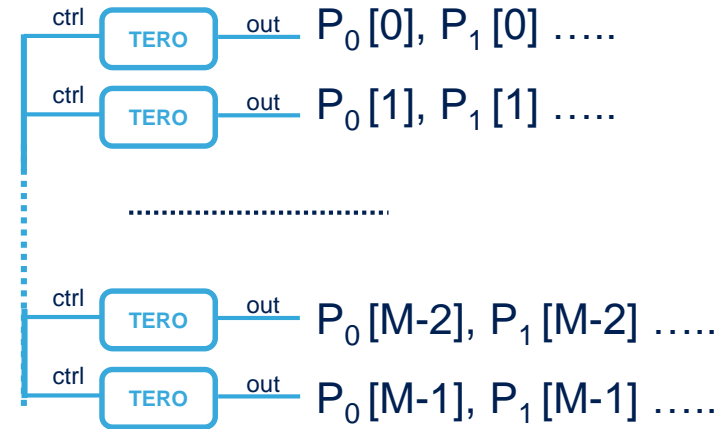 ctrl TERO out P₀ [0], P₁ [0] .....
ctrl TERO out P₀ [1], P₁ [1] .....
ctrl TERO out P₀ [M-2], P₁ [M-2] .....
ctrl TERO out P₀ [M-1], P₁ [M-1] .....